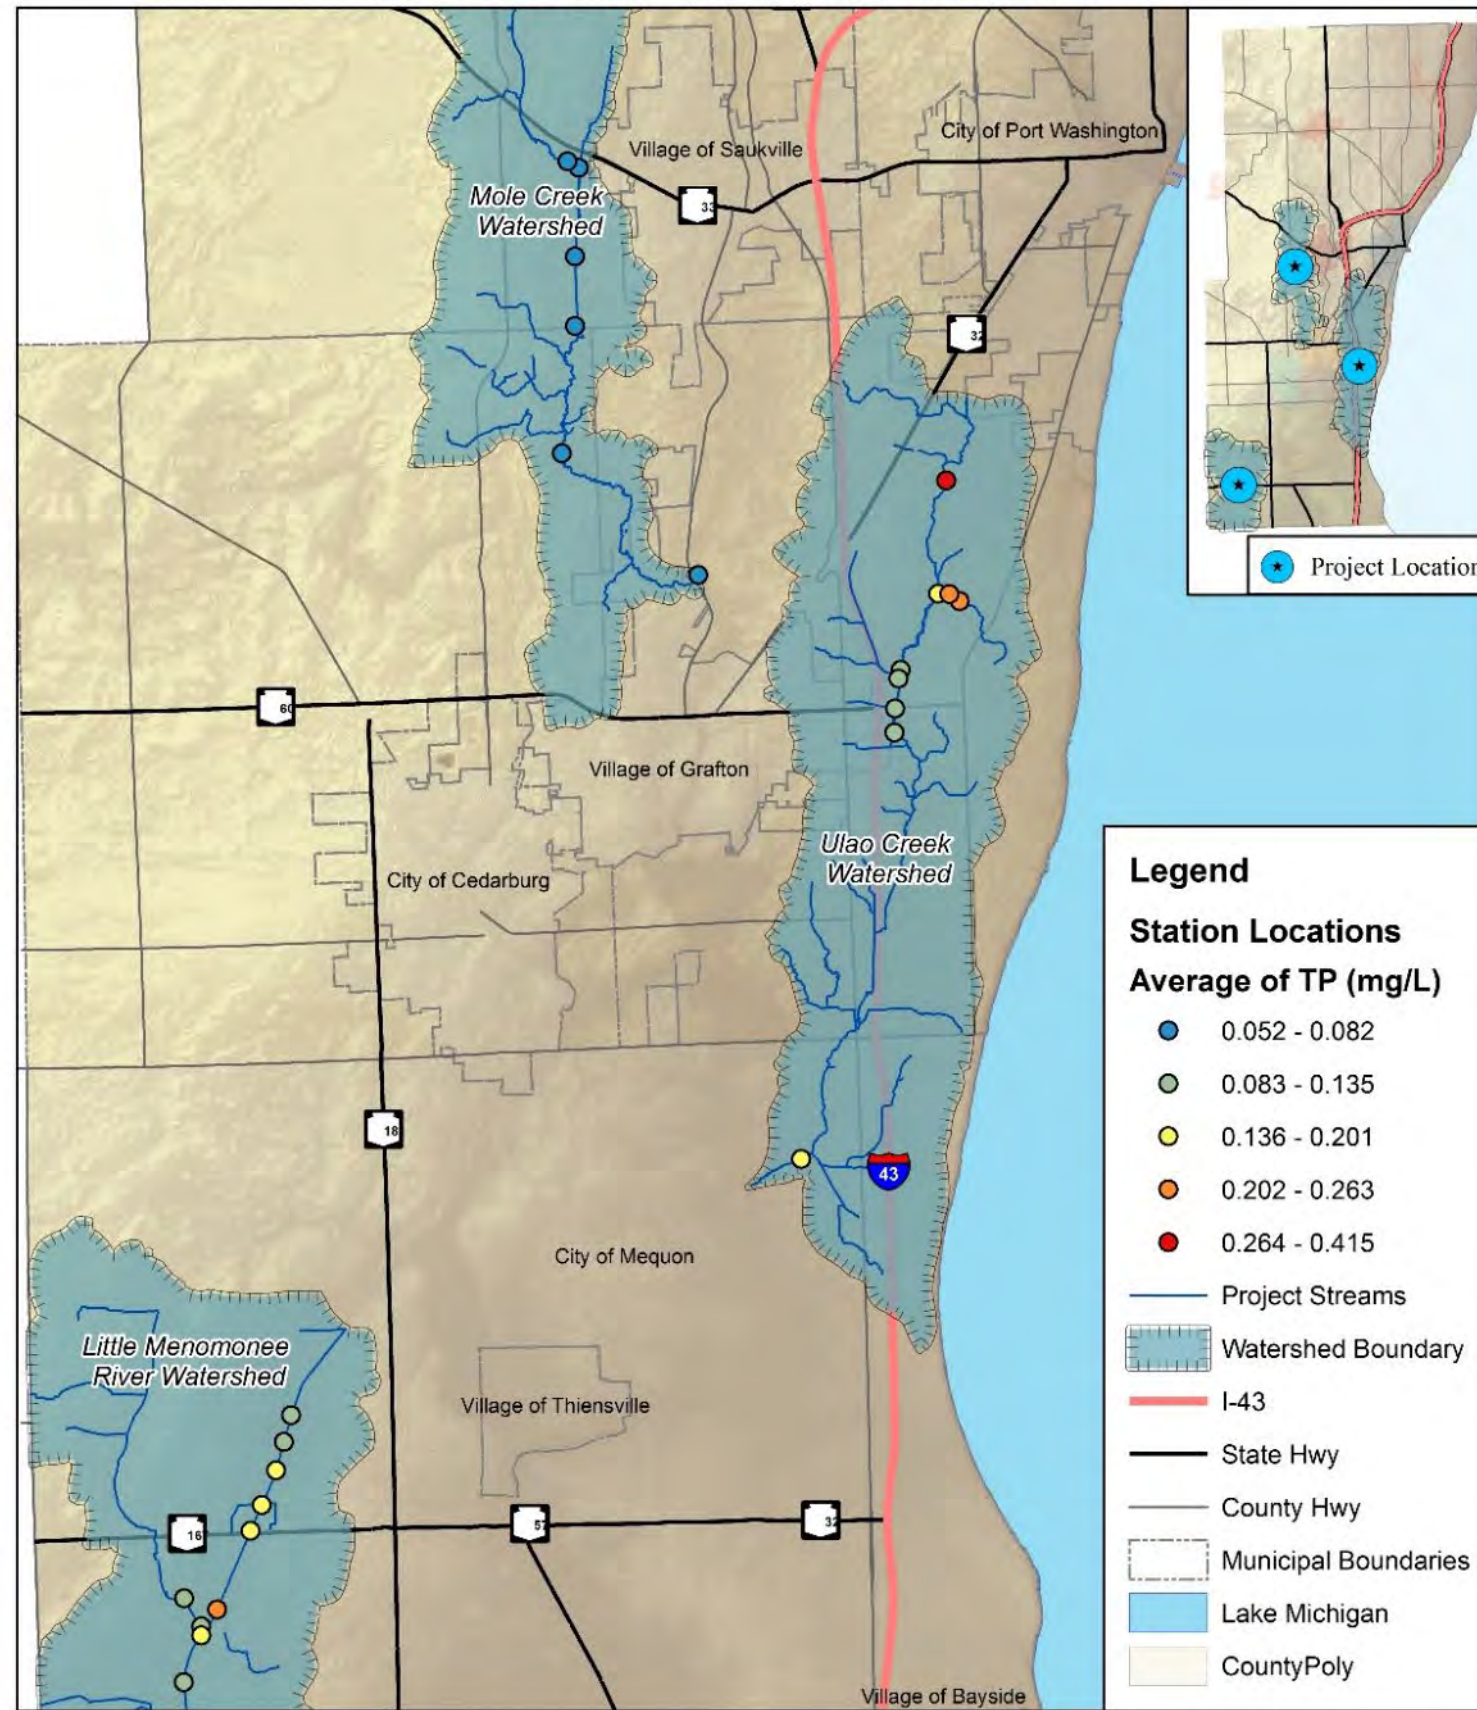 City of Port Washington
Village of Saukville
Mole Creek
Watershed
33
32
Project Location
60
Village of Grafton
Ulao Creek
Watershed
City of Cedarburg
18
43
City of Mequon
Little Menomonee
River Watershed
Village of Thiensville
16
57
32
Village of Bayside
Legend
Station Locations
Average of TP (mg/L)
0.052 - 0.082
0.083 - 0.135
0.136 - 0.201
0.202 - 0.263
0.264 - 0.415
Project Streams
Watershed Boundary
I-43
State Hwy
County Hwy
Municipal Boundaries
Lake Michigan
CountyPoly